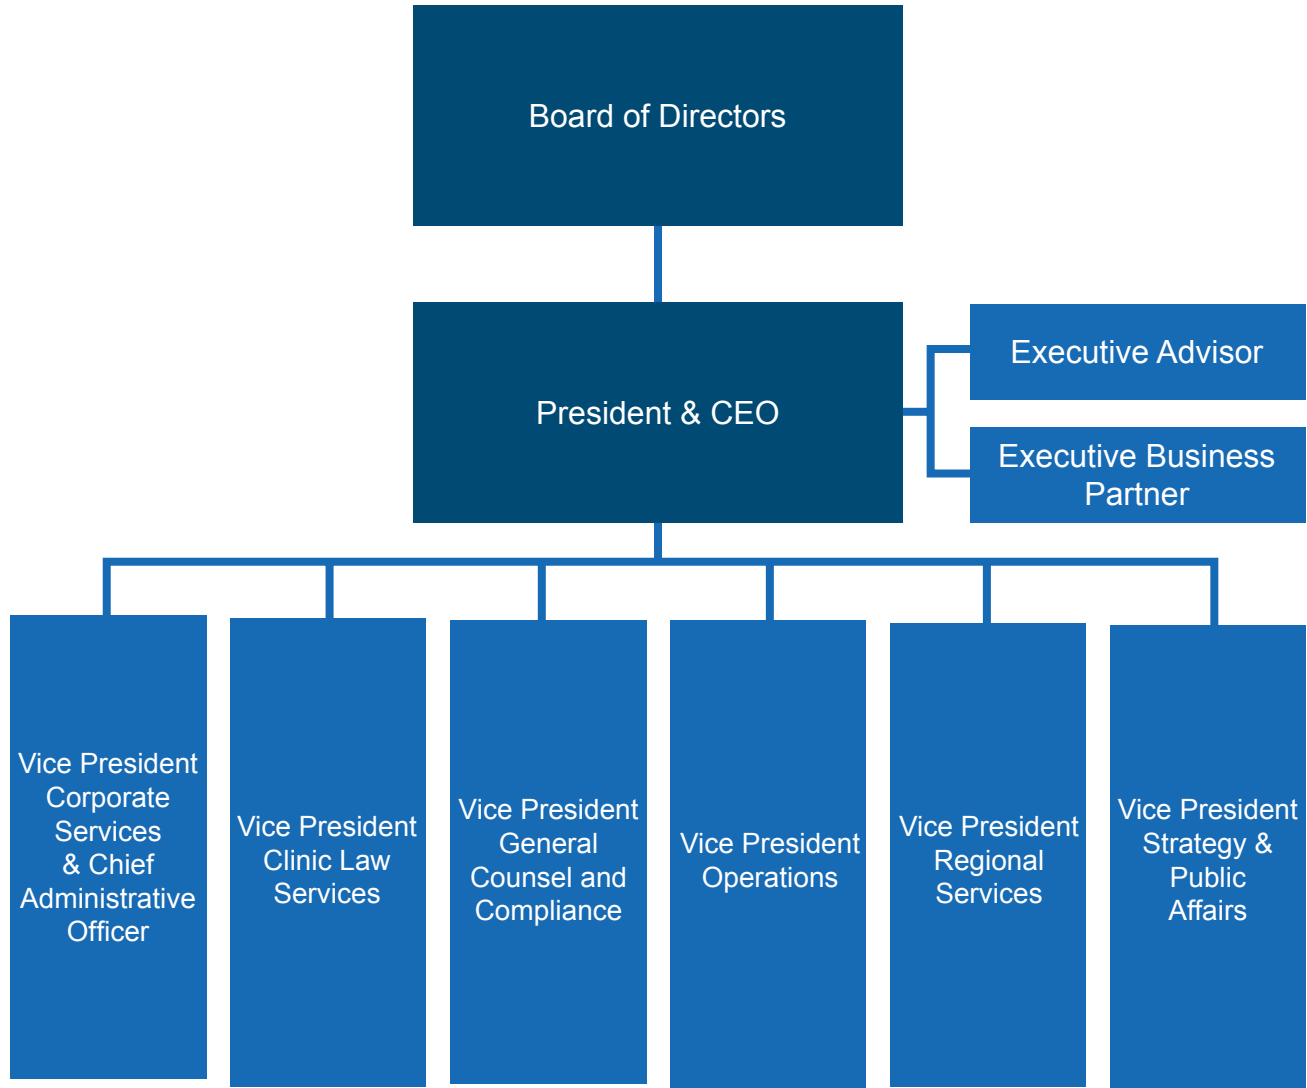 Board of Directors
President & CEO
Executive Advisor
Executive Business
Partner
Vice President
Corporate
Services
& Chief
Administrative
Officer
Vice President
Clinic Law
Services
Vice President
General
Counsel and
Compliance
Vice President
Operations
Vice President
Regional
Services
Vice President
Strategy &
Public
Affairs